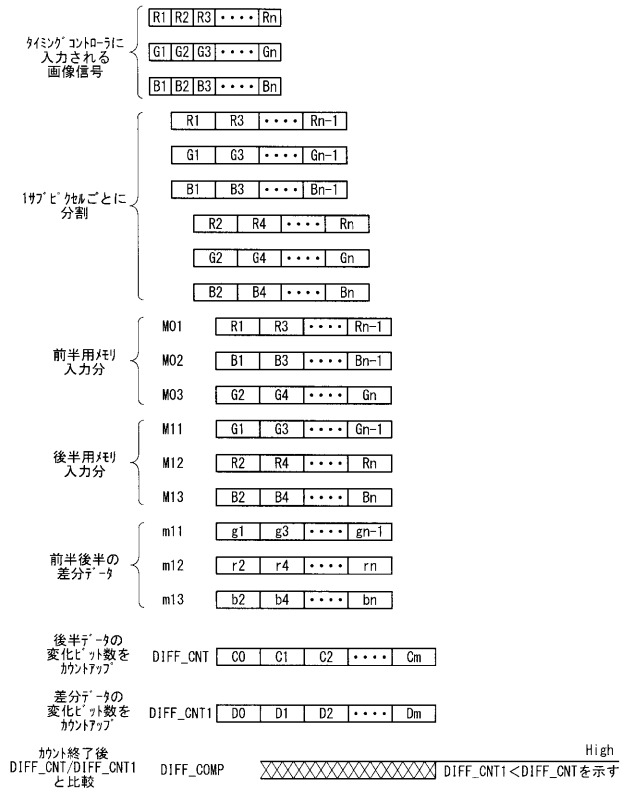 タイミングコントローラに
入力される
画像信号
R1 R2 R3 ・・・・ Rn
G1 G2 G3 ・・・・ Gn
B1 B2 B3 ・・・・ Bn
1サブピクセルごとに
分割
R1 R3 ・・・・ Rn-1
G1 G3 ・・・・ Gn-1
B1 B3 ・・・・ Bn-1
R2 R4 ・・・・ Rn
G2 G4 ・・・・ Gn
B2 B4 ・・・・ Bn
前半用メモリ
入力分
M01 R1 R3 ・・・・ Rn-1
M02 B1 B3 ・・・・ Bn-1
M03 G2 G4 ・・・・ Gn
後半用メモリ
入力分
M11 G1 G3 ・・・・ Gn-1
M12 R2 R4 ・・・・ Rn
M13 B2 B4 ・・・・ Bn
前半後半の
差分データ
m11 g1 g3 ・・・・ gn-1
m12 r2 r4 ・・・・ rn
m13 b2 b4 ・・・・ bn
後半データの
変化ビット数を
カウントアップ
DIFF_CNT C0 C1 C2 ・・・・ Cm
差分データの
変化ビット数を
カウントアップ
DIFF_CNT1 D0 D1 D2 ・・・・ Dm
カウント終了後
DIFF_CNT/DIFF_CNT1
と比較
DIFF_COMP
High
DIFF_CNT1<DIFF_CNTを示す